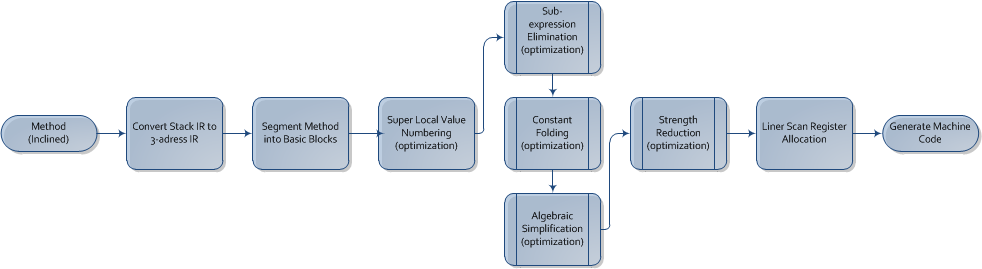 Method
(Inclined)
Convert Stack IR to
3-adress IR
Segment Method
into Basic Blocks
Super Local Value
Numbering
(optimization)
Sub-
expression
Elimination
(optimization)
Constant
Folding
(optimization)
Algebraic
Simplification
(optimization)
Strength
Reduction
(optimization)
Liner Scan Register
Allocation
Generate Machine
Code